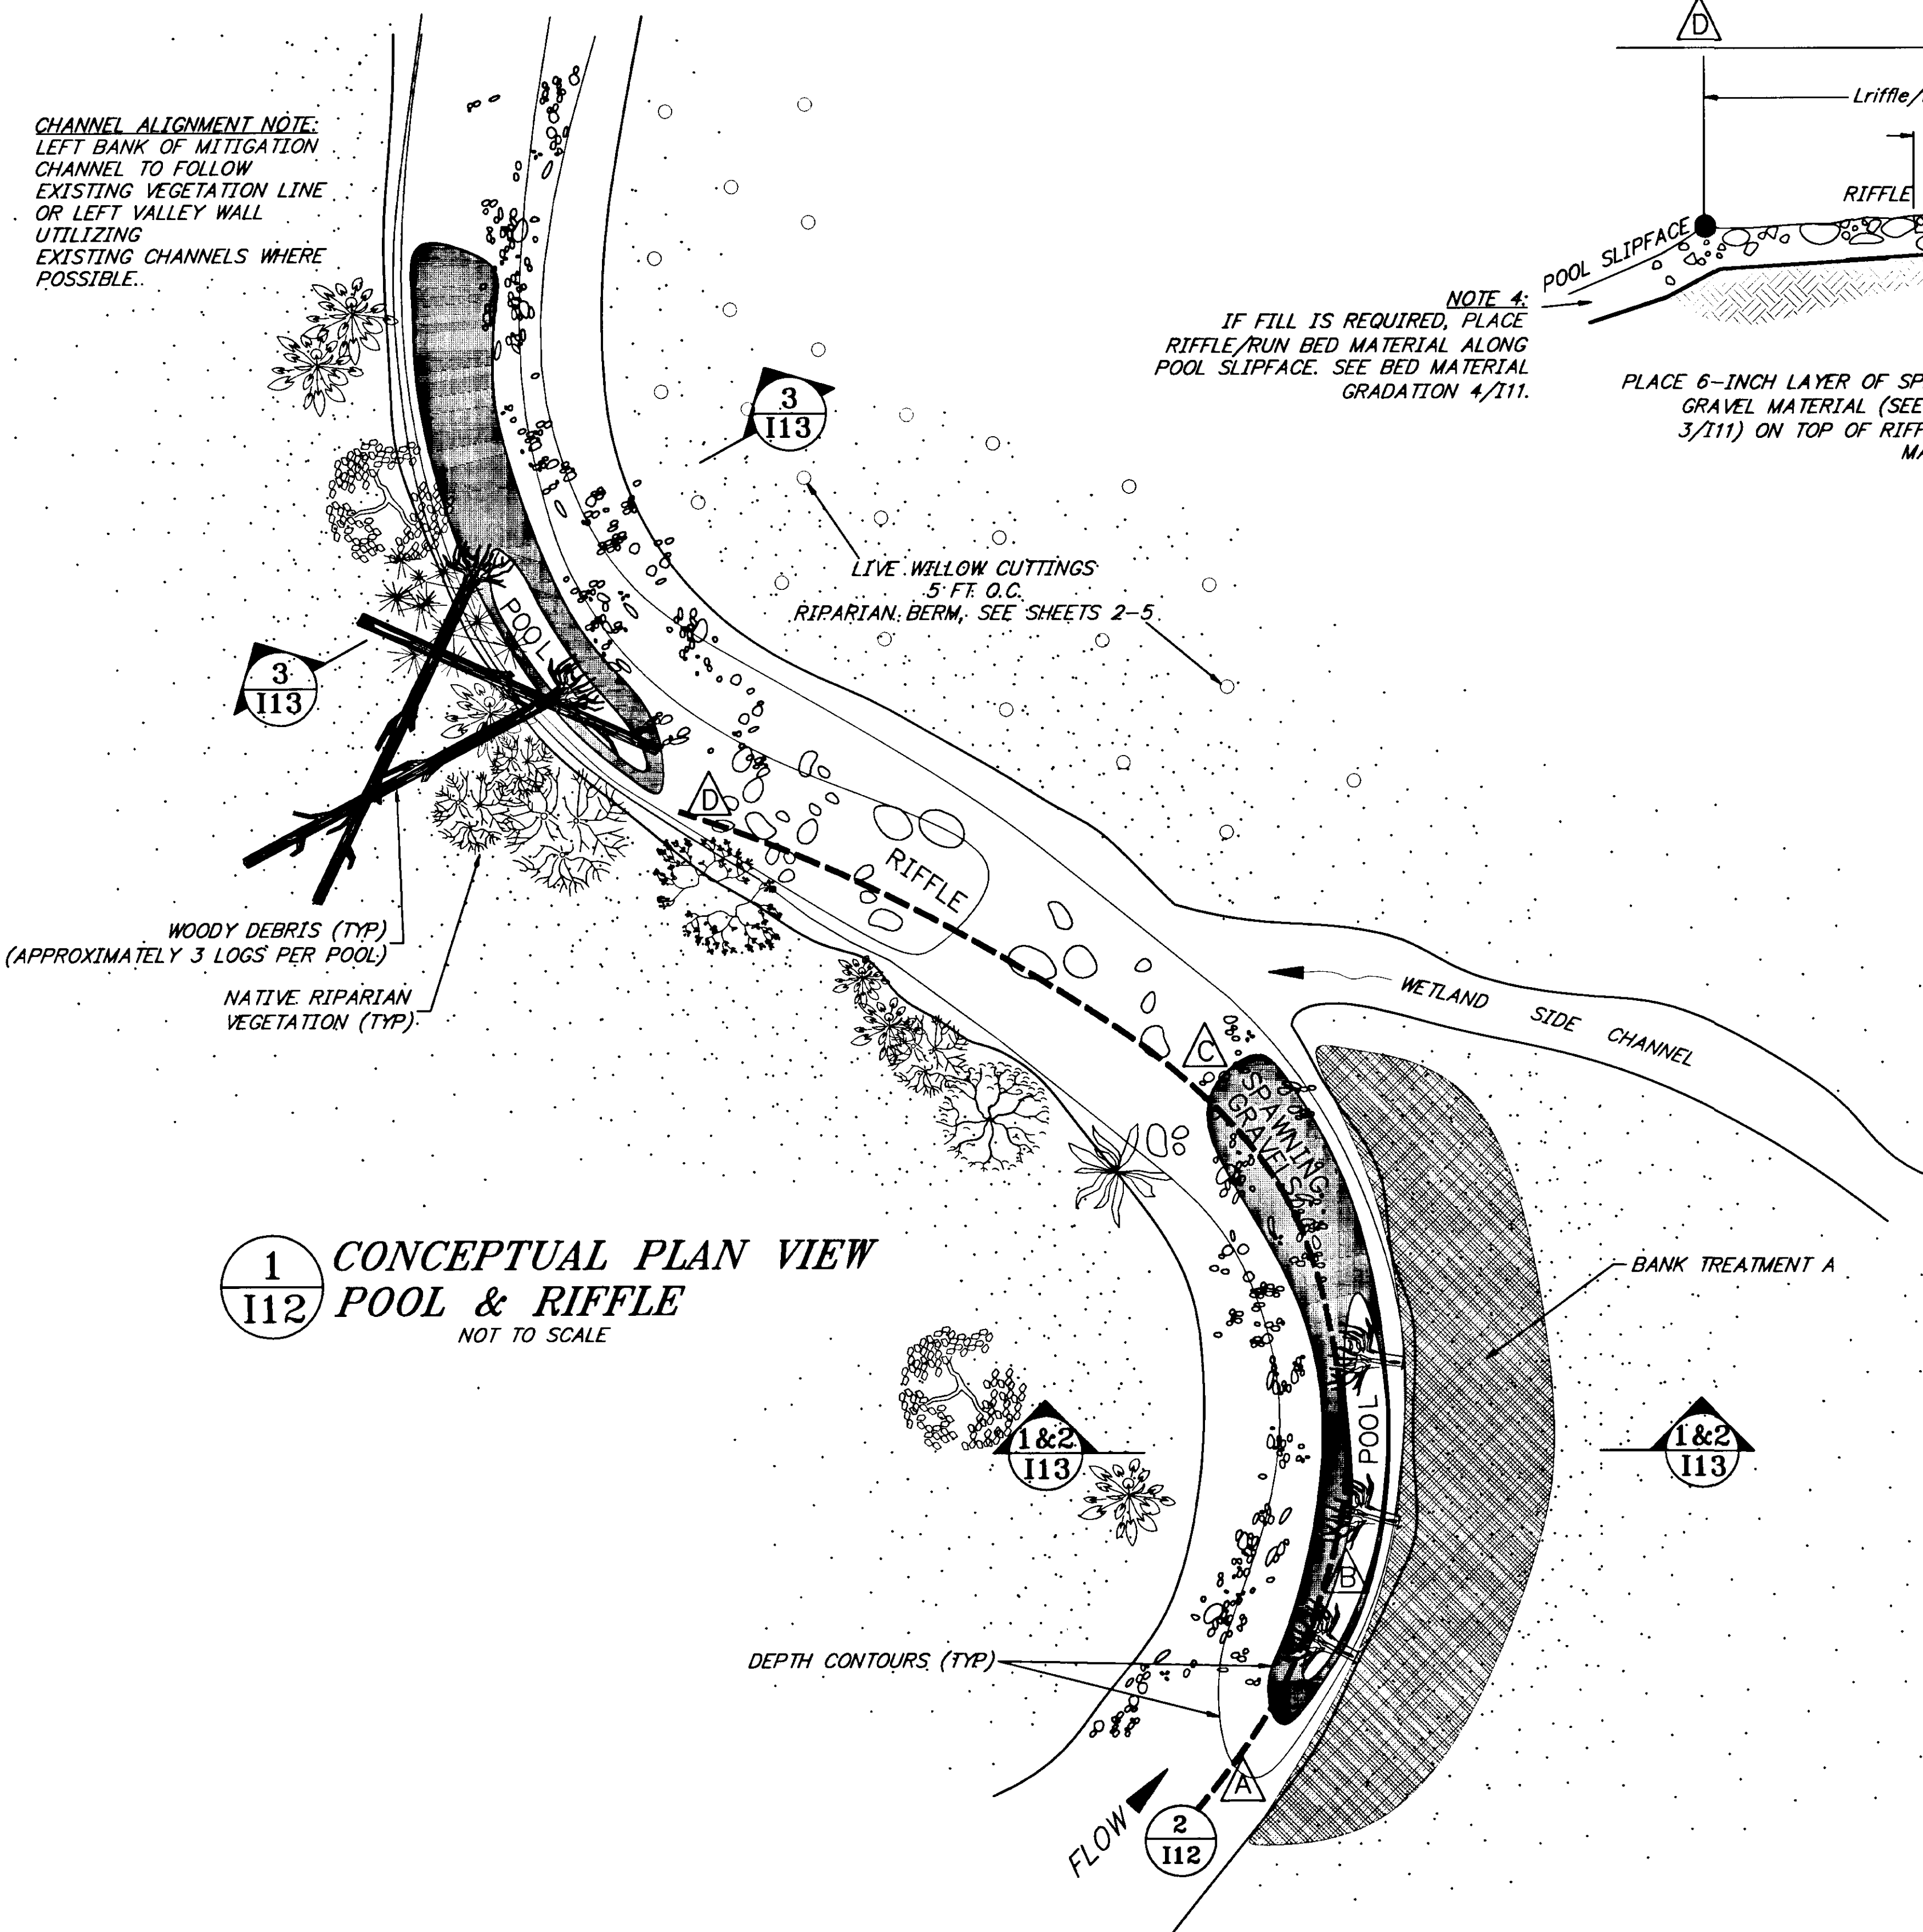 CHANNEL ALIGNMENT NOTE:
LEFT BANK OF MITIGATION
CHANNEL TO FOLLOW
EXISTING VEGETATION LINE
OR LEFT VALLEY WALL
UTILIZING
EXISTING CHANNELS WHERE
POSSIBLE.
D
Lriffle/
RIFFLE
POOL SLIPFACE
NOTE 4:
IF FILL IS REQUIRED, PLACE
RIFFLE/RUN BED MATERIAL ALONG
POOL SLIPFACE. SEE BED MATERIAL
GRADATION 4/I11.
PLACE 6-INCH LAYER OF SP
GRAVEL MATERIAL (SEE
3/I11) ON TOP OF RIFF
MA
3
I13
LIVE WILLOW CUTTINGS
5 FT O.C.
RIPARIAN BERM, SEE SHEETS 2-5
POOL
3
I13
D
RIFFLE
WOODY DEBRIS (TYP)
(APPROXIMATELY 3 LOGS PER POOL)
NATIVE RIPARIAN
VEGETATION (TYP)
WETLAND SIDE CHANNEL
C
SPAWNING
GRAVELS
1
I12
CONCEPTUAL PLAN VIEW
POOL & RIFFLE
NOT TO SCALE
BANK TREATMENT A
1&2
I13
POOL
1&2
I13
B
DEPTH CONTOURS (TYP)
A
FLOW
2
I12